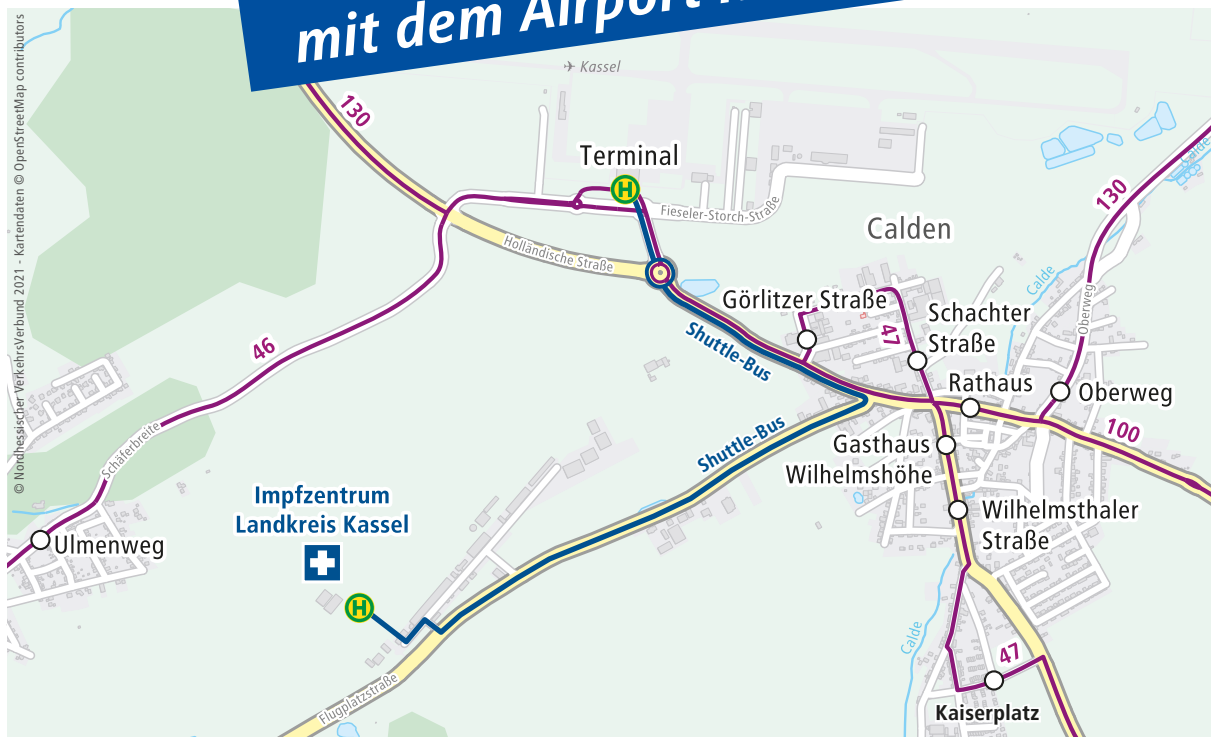 mit dem Airport
© Nordhessischer VerkehrsVerbund 2021 - Kartendaten © OpenStreetMap contributors
Kassel
130
Terminal
H
Fieseler-Storch-Straße
Holländische Straße
130
Calden
Calde
Calde
Görlitzer Straße
47
Schachter
Straße
Oberweg
Shuttle-Bus
46
Rathaus
Oberweg
100
Shuttle-Bus
Gasthaus
Wilhelmshöhe
Schäferbreite
Impfzentrum
Landkreis Kassel
Wilhelmsthaler
Straße
Ulmenweg
H
Calde
47
Flugplatzstraße
Kaiserplatz